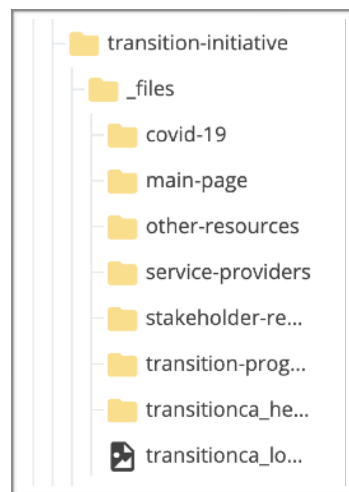 transition-initiative
_files
covid-19
main-page
other-resources
service-providers
stakeholder-re...
transition-prog...
transitionca_he...
transitionca_lo...